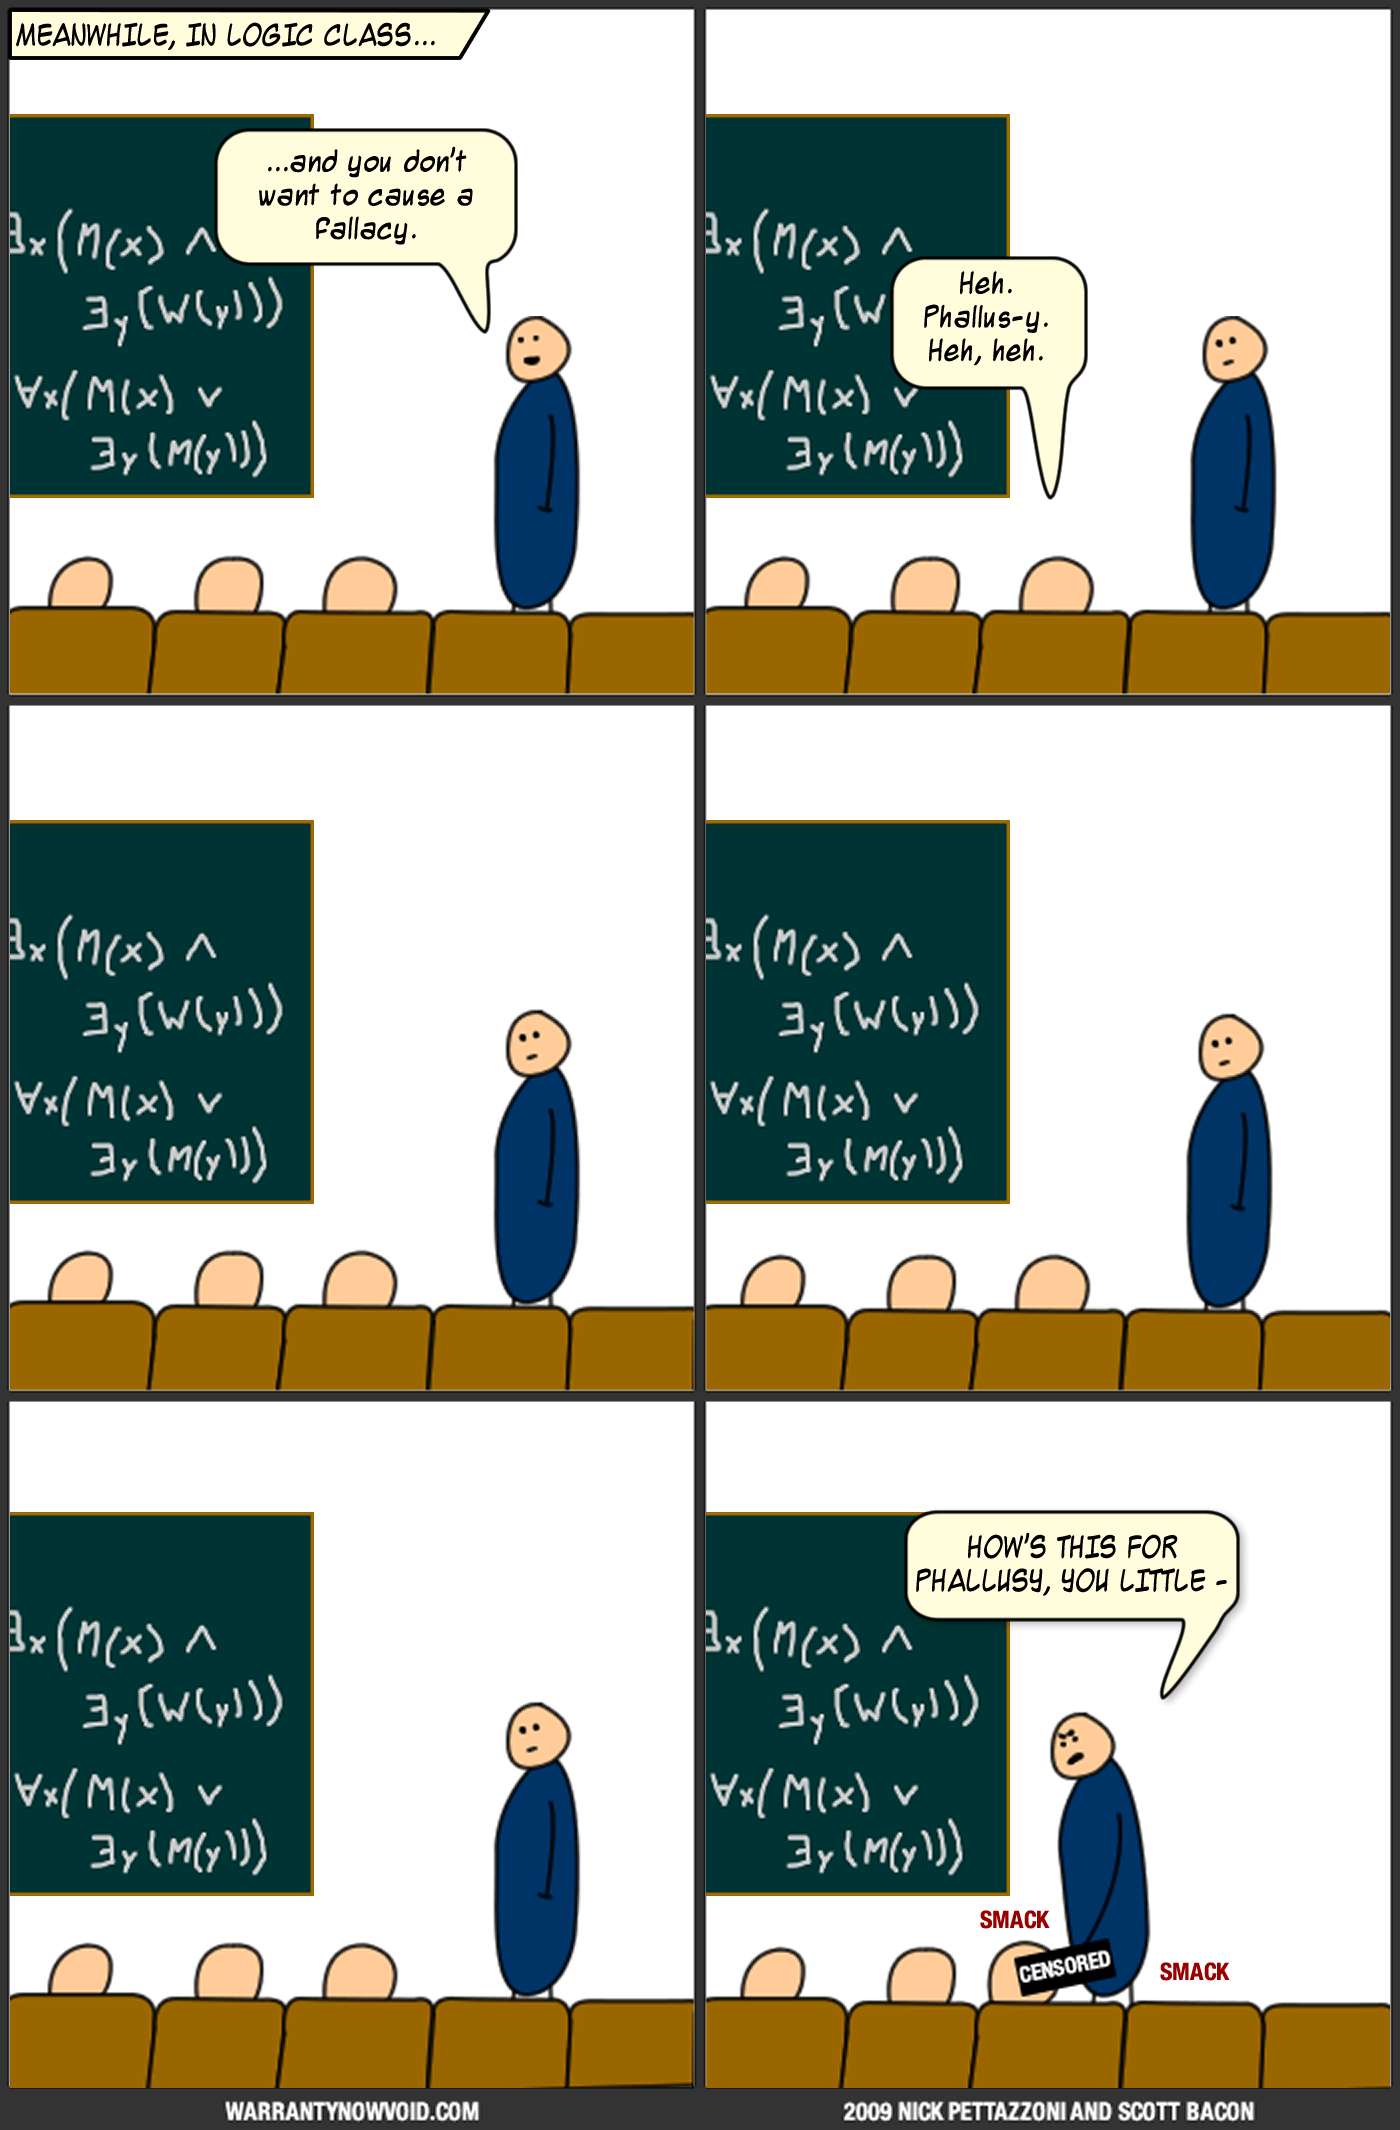 MEANWHILE, IN LOGIC CLASS...
...and you don't
want to cause a
fallacy.
∃x(M(x) ∧
∃y(W(y)))
∀x(M(x) ∨
∃y(M(y)))
Heh.
Phallus-y.
Heh, heh.
∃x(M(x) ∧
∃y(W
∀x(M(x) ∨
∃y(M(y)))
∃x(M(x) ∧
∃y(W(y)))
∀x(M(x) ∨
∃y(M(y)))
∃x(M(x) ∧
∃y(W(y)))
∀x(M(x) ∨
∃y(M(y)))
∃x(M(x) ∧
∃y(W(y)))
∀x(M(x) ∨
∃y(M(y)))
HOW'S THIS FOR
PHALLUSY, YOU LITTLE -
∃x(M(x) ∧
∃y(W(y)))
∀x(M(x) ∨
∃y(M(y)))
SMACK
CENSORED
SMACK
WARRANTYNOWVOID.COM
2009 NICK PETTAZZONI AND SCOTT BACON